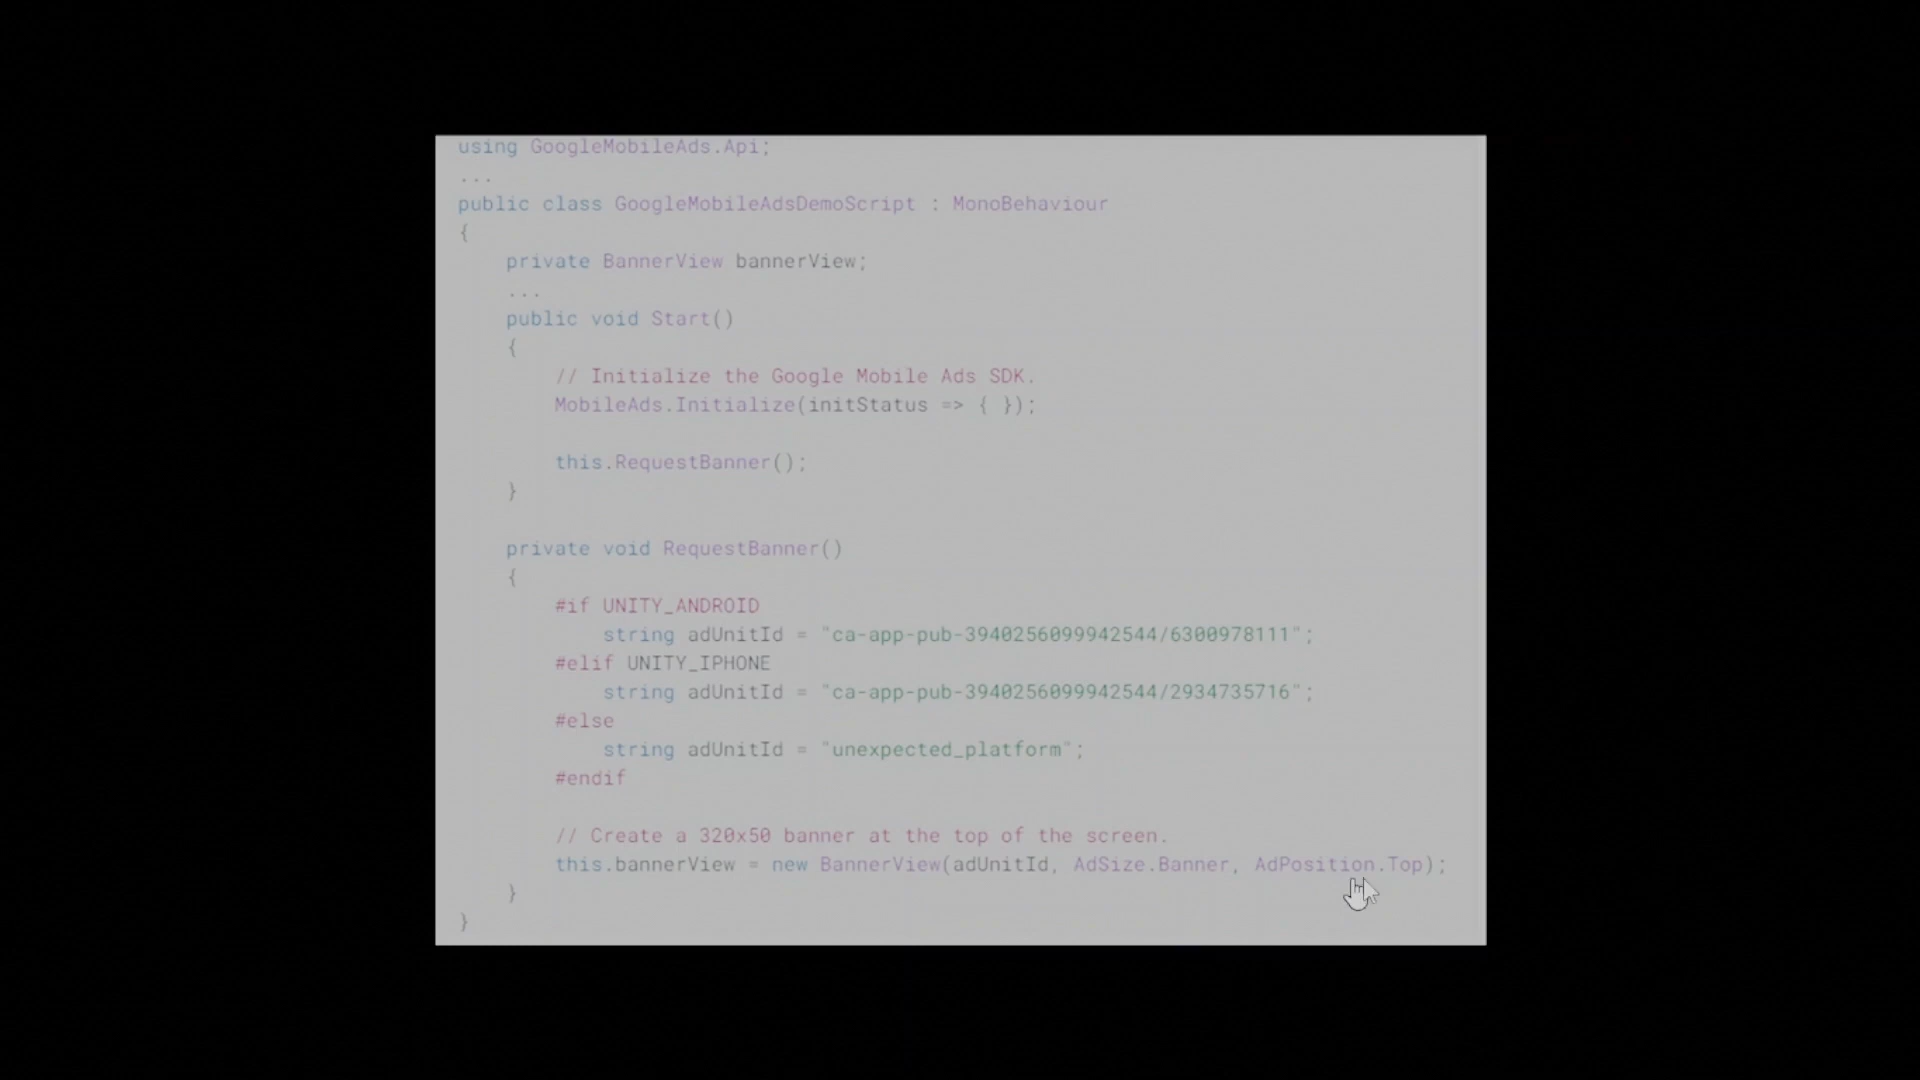 using GoogleMobileAds.Api;
...
public class GoogleMobileAdsDemoScript : MonoBehaviour
{
    private BannerView bannerView;
    ...
    public void Start()
    {
        // Initialize the Google Mobile Ads SDK.
        MobileAds.Initialize(initStatus => { });

        this.RequestBanner();
    }

    private void RequestBanner()
    {
        #if UNITY_ANDROID
            string adUnitId = "ca-app-pub-3940256099942544/6300978111";
        #elif UNITY_IPHONE
            string adUnitId = "ca-app-pub-3940256099942544/2934735716";
        #else
            string adUnitId = "unexpected_platform";
        #endif

        // Create a 320x50 banner at the top of the screen.
        this.bannerView = new BannerView(adUnitId, AdSize.Banner, AdPosition.Top);
    }
}